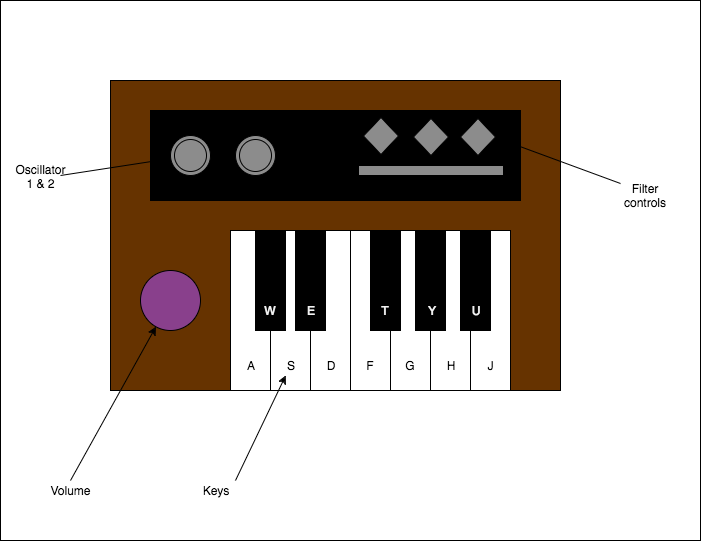 Oscillator
1 & 2
Filter
controls
W E T Y U
A S D F G H J
Volume
Keys